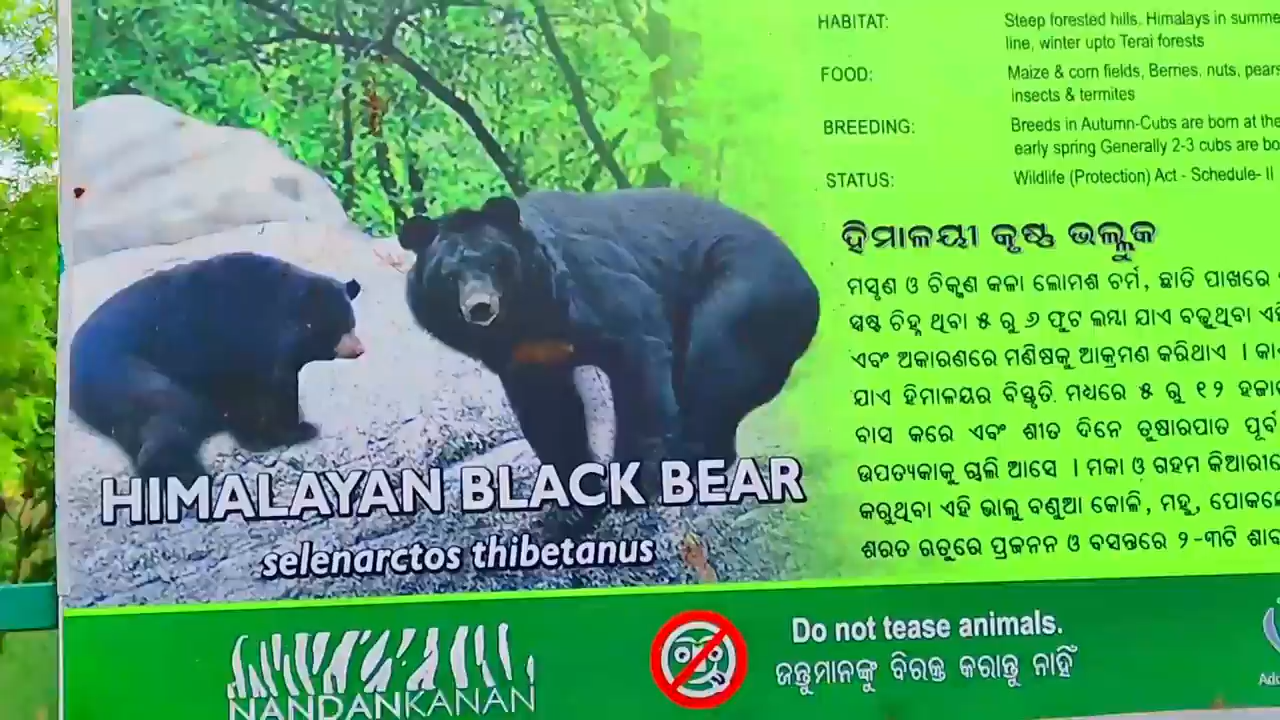 HABITAT: Steep forested hills, Himalays in summe
line, winter upto Terai forests
FOOD: Maize & corn fields, Berries, nuts, pears
insects & termites
BREEDING: Breeds in Autumn-Cubs are born at the
early spring Generally 2-3 cubs are bo
STATUS: Wildlife (Protection) Act - Schedule- II
ହିମାଳୟୀ କୃଷ୍ଣ ଭଲ୍ଲୁକ
ମସୃଣ ଓ ଚିକ୍କଣ କଳା ଲୋମଶ ଚର୍ମ, ଛାତି ପାଖରେ
ସ୍ପଷ୍ଟ ଚିହ୍ନ ଥିବା ୫ ରୁ ୬ ଫୁଟ ଲମ୍ବା ଯାଏ ବଢୁଥିବା
ଏବଂ ଅକାରଣରେ ମଣିଷକୁ ଆକ୍ରମଣ କରିଥାଏ ।
ଯାଏ ହିମାଳୟର ବିସ୍ତୃତି ମଧ୍ୟରେ ୫ ରୁ ୧୨ ହଜା
ବାସ କରେ ଏବଂ ଶୀତ ଦିନେ ତୁଷାରପାତ ପୂର୍ବ
ଉପତ୍ୟକାକୁ ଖସି ଆସେ । ମକା ଓ ଗହମ କିଆରୀ
କରୁଥିବା ଏହି ଭାଲୁ ବଣୁଆ କୋଳି, ମହୁ, ପୋକ
ଶରତ ଋତୁରେ ପ୍ରଜନନ ଓ ବସନ୍ତରେ ୨-୩ଟି ଶାବ
HIMALAYAN BLACK BEAR
selenarctos thibetanus
NANDANKANAN
Do not tease animals.
ଜନ୍ତୁମାନଙ୍କୁ ବିରକ୍ତ କରାନ୍ତୁ ନାହିଁ